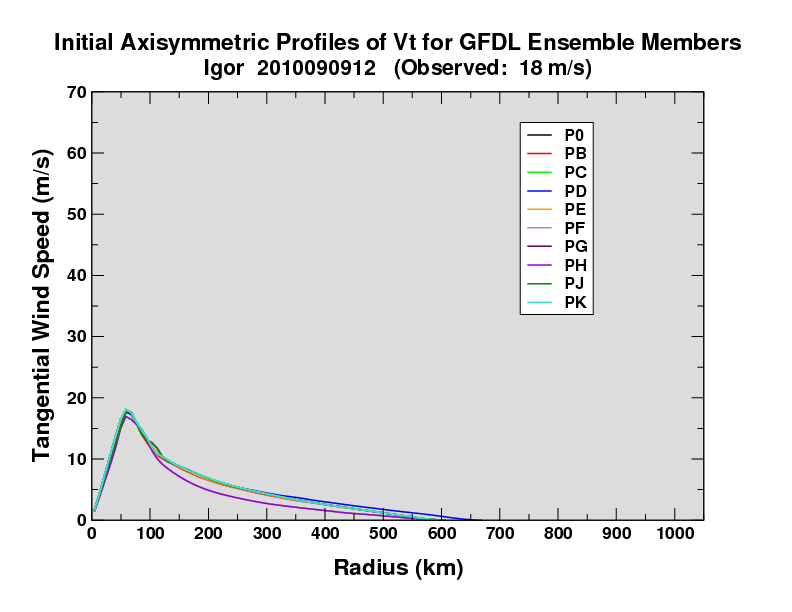 Initial Axisymmetric Profiles of Vt for GFDL Ensemble Members
Igor 2010090912 (Observed: 18 m/s)
70
60
50
40
30
20
10
0
Tangential Wind Speed (m/s)
P0
PB
PC
PD
PE
PF
PG
PH
PJ
PK
0 100 200 300 400 500 600 700 800 900 1000
Radius (km)